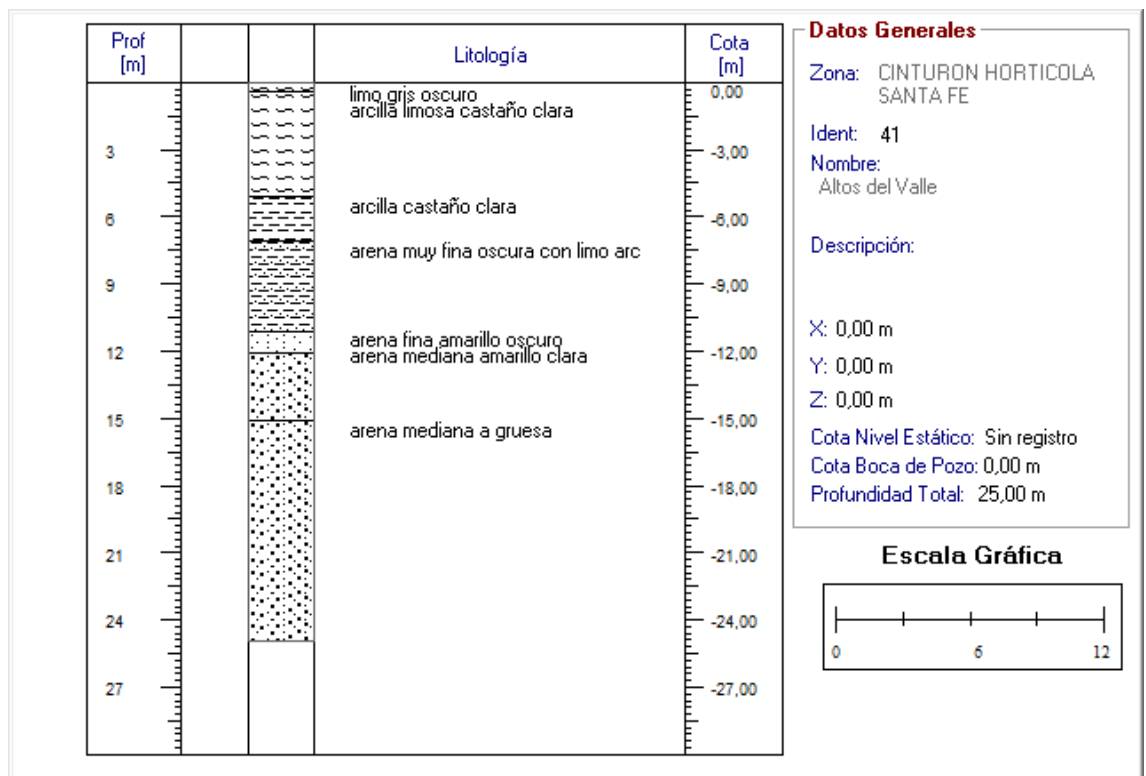 Prof
[m]
Litología
Cota
[m]
limo gris oscuro
arcilla limosa castaño clara
arcilla castaño clara
arena muy fina oscura con limo arc
arena fina amarillo oscuro
arena mediana amarillo clara
arena mediana a gruesa
3
6
9
12
15
18
21
24
27
0,00
-3,00
-6,00
-9,00
-12,00
-15,00
-18,00
-21,00
-24,00
-27,00
Datos Generales
Zona: CINTURON HORTICOLA
SANTA FE
Ident: 41
Nombre:
Altos del Valle
Descripción:
X: 0,00 m
Y: 0,00 m
Z: 0,00 m
Cota Nivel Estático: Sin registro
Cota Boca de Pozo: 0,00 m
Profundidad Total: 25,00 m
Escala Gráfica
0 6 12